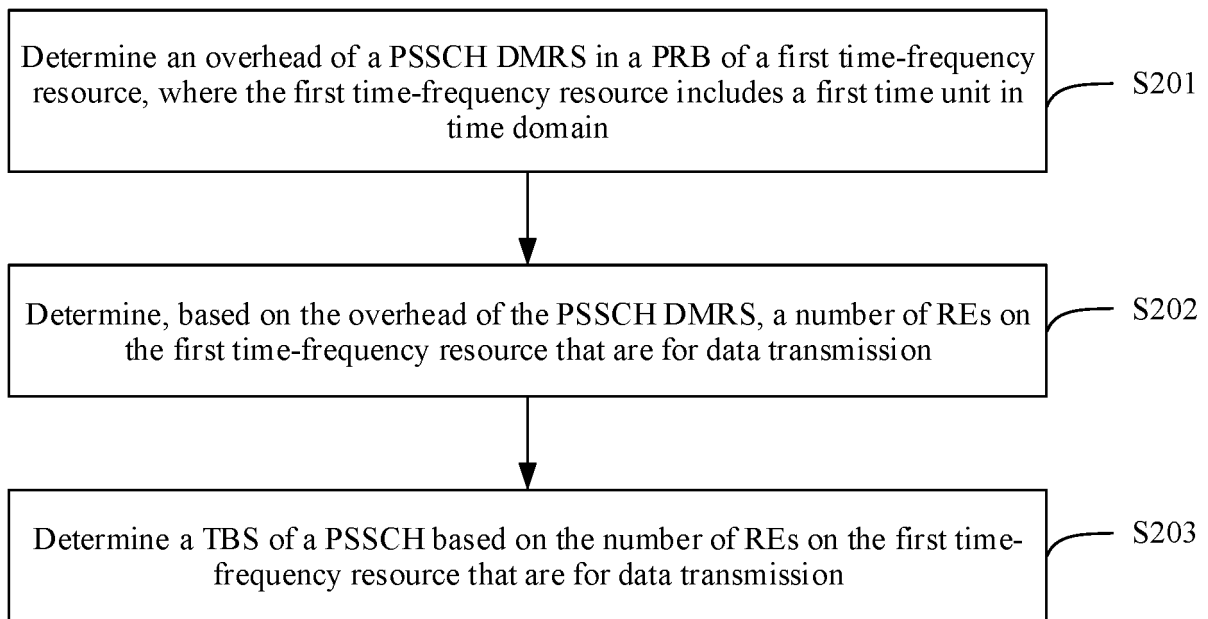 Determine an overhead of a PSSCH DMRS in a PRB of a first time-frequency
resource, where the first time-frequency resource includes a first time unit in
time domain
S201
Determine, based on the overhead of the PSSCH DMRS, a number of REs on
the first time-frequency resource that are for data transmission
S202
Determine a TBS of a PSSCH based on the number of REs on the first time-
frequency resource that are for data transmission
S203